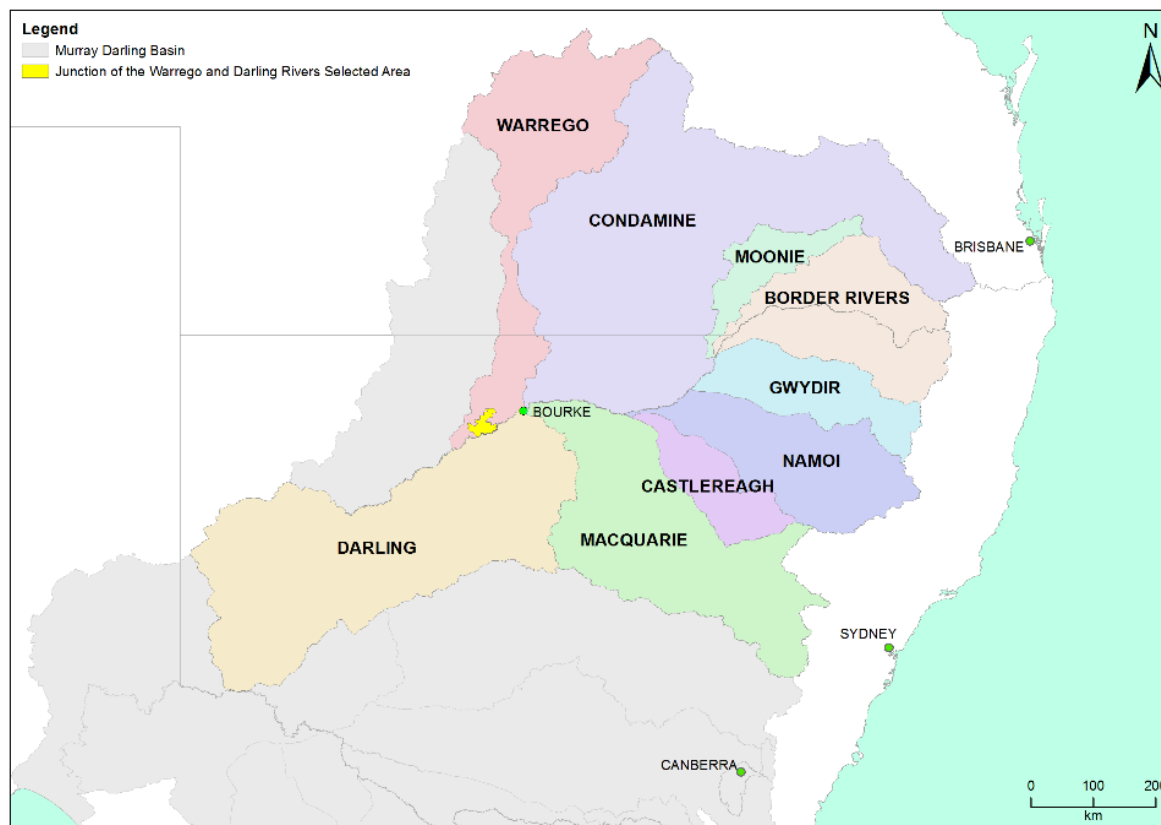 Legend
Murray Darling Basin
Junction of the Warrego and Darling Rivers Selected Area
N
WARREGO
CONDAMINE
MOONIE
BRISBANE
BORDER RIVERS
GWYDIR
BOURKE
NAMOI
CASTLEREAGH
MACQUARIE
DARLING
SYDNEY
CANBERRA
0 100 200
km